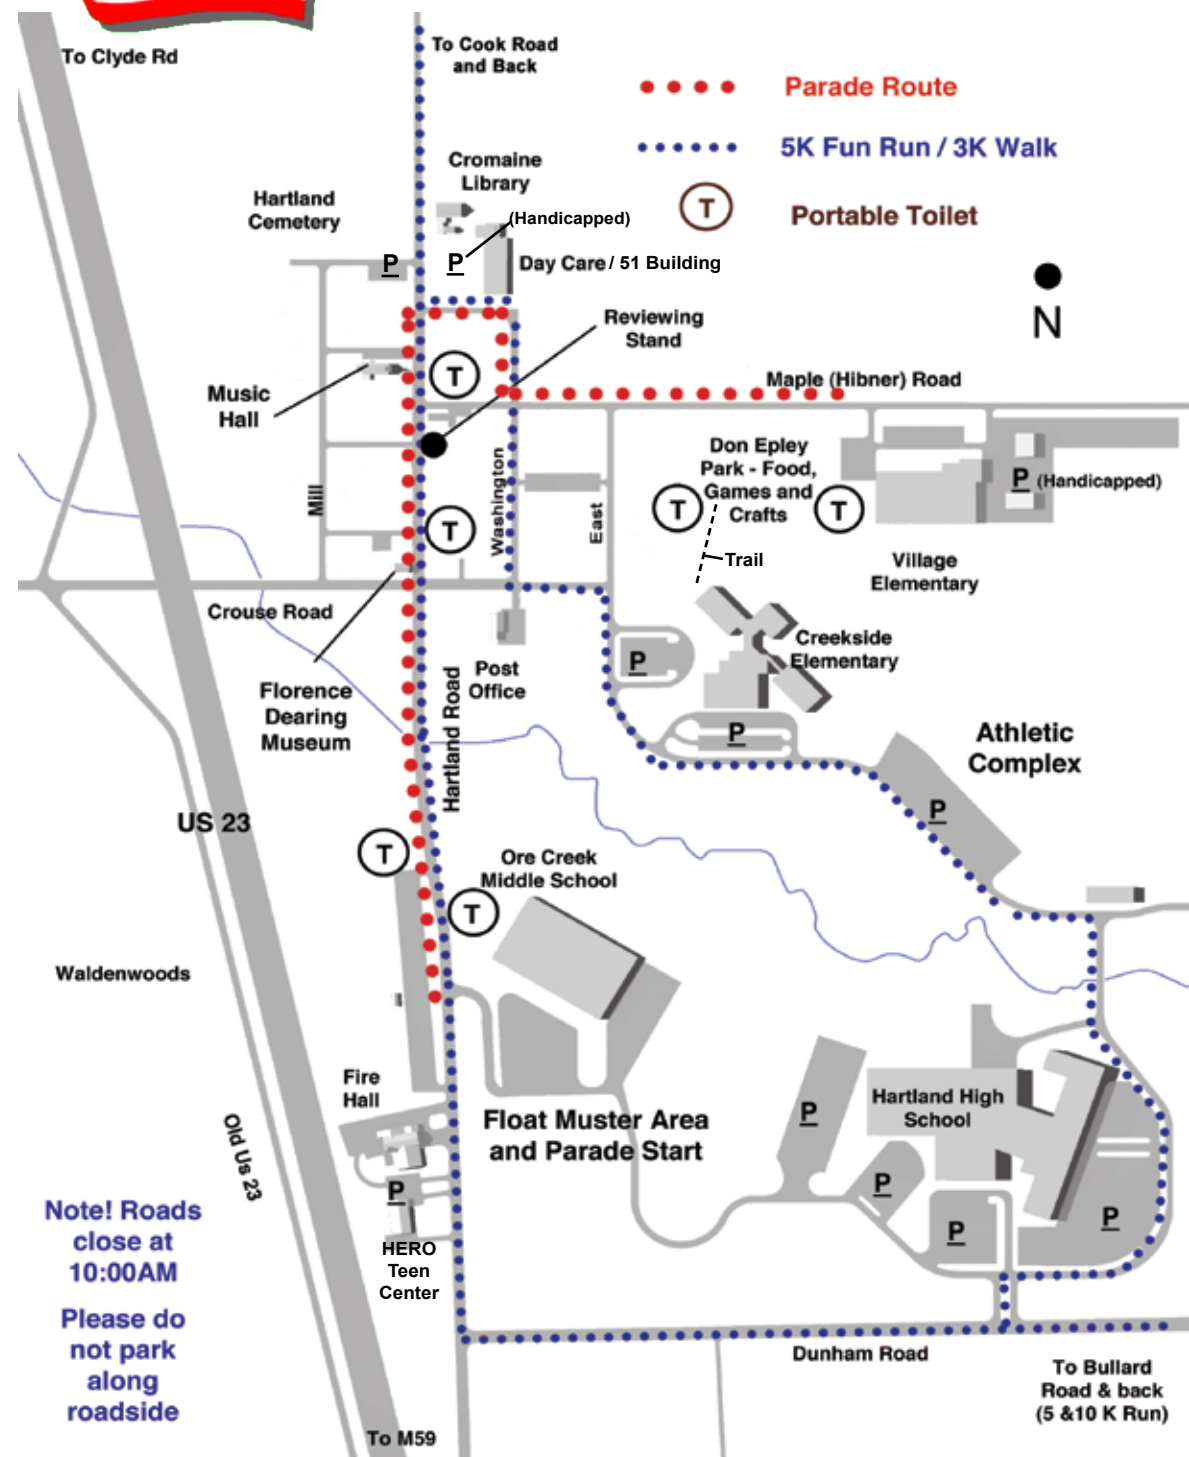 To Clyde Rd
To Cook Road
and Back
Parade Route
5K Fun Run / 3K Walk
T
Portable Toilet
Cromaine
Library
Hartland
Cemetery
(Handicapped)
P
P
Day Care / 51 Building
N
Reviewing
Stand
T
Music
Hall
Maple (Hibner) Road
Don Epley
Park - Food,
Games and
Crafts
T
T
P (Handicapped)
Mill
Washington
East
T
Trail
Village
Elementary
Crouse Road
Creekside
Elementary
P
Post
Office
Florence
Dearing
Museum
Hartland Road
P
Athletic
Complex
P
US 23
T
Ore Creek
Middle School
T
Waldenwoods
Fire
Hall
Float Muster Area
and Parade Start
P
Hartland High
School
Old Us 23
P
P
P
P
HERO
Teen
Center
Note! Roads
close at
10:00AM
Please do
not park
along
roadside
Dunham Road
To Bullard
Road & back
(5 &10 K Run)
To M59